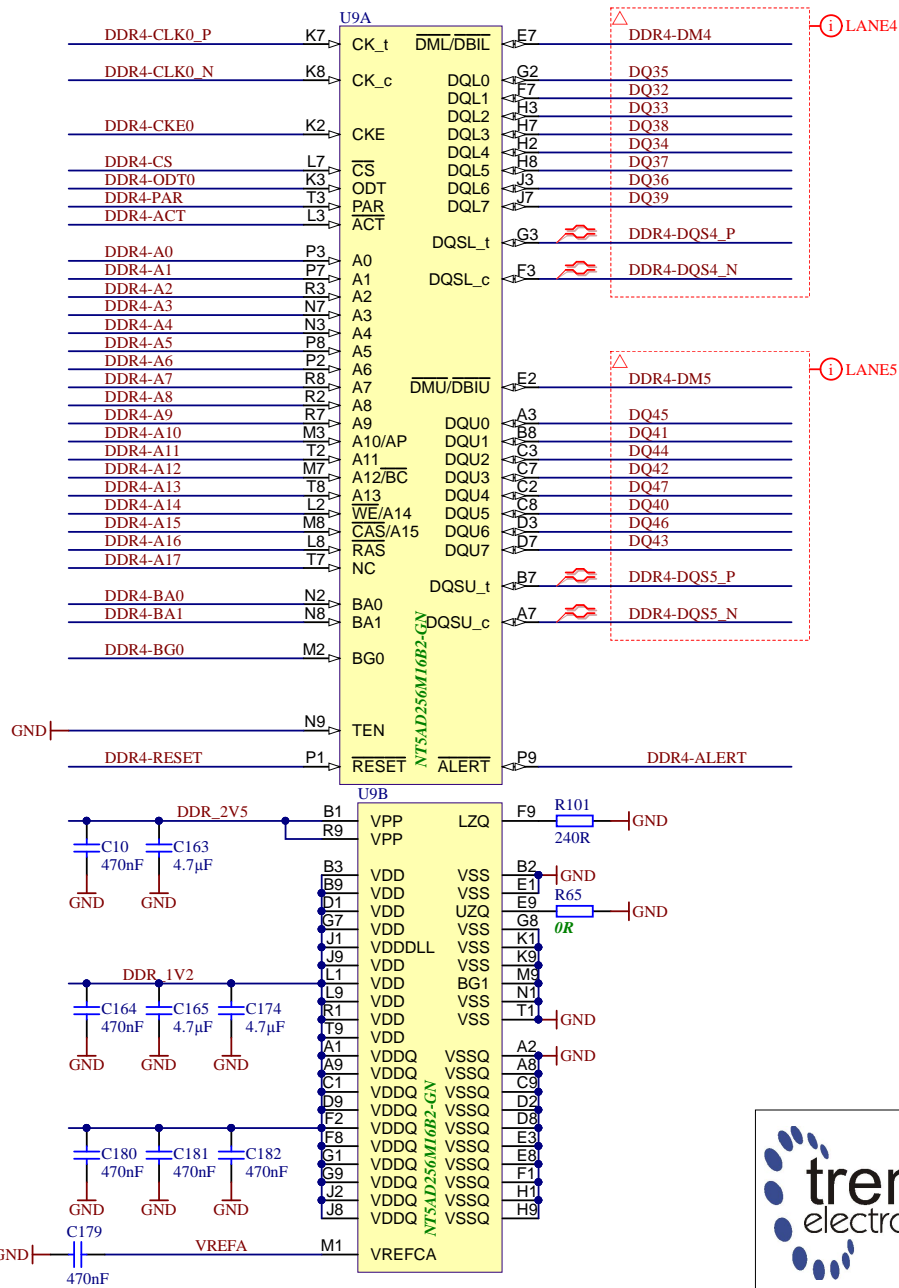 U9A
DDR4-CLK0_P K7 CK_t DML/DBIL E7 DDR4-DM4 LANE4
DDR4-CLK0_N K8 CK_c DQL0 G2 DQ35
DQL1 F7 DQ32
DQL2 H3 DQ33
DDR4-CKE0 K2 CKE DQL3 H7 DQ38
DQL4 H2 DQ34
DDR4-CS L7 CS DQL5 H8 DQ37
DDR4-ODT0 K3 ODT DQL6 J3 DQ36
DDR4-PAR T3 PAR DQL7 J7 DQ39
DDR4-ACT L3 ACT
DQSL_t G3 DDR4-DQS4_P
DDR4-A0 P3 A0
DDR4-A1 P7 A1 DQSL_c F3 DDR4-DQS4_N
DDR4-A2 R3 A2
DDR4-A3 N7 A3
DDR4-A4 N3 A4
DDR4-A5 P8 A5
DDR4-A6 P2 A6 LANE5
DDR4-A7 R8 A7 DMU/DBIU E2 DDR4-DM5
DDR4-A8 R2 A8
DDR4-A9 R7 A9 DQU0 A3 DQ45
DDR4-A10 M3 A10/AP DQU1 B8 DQ41
DDR4-A11 T2 A11 DQU2 C3 DQ44
DDR4-A12 M7 A12/BC DQU3 C7 DQ42
DDR4-A13 T8 A13 DQU4 C2 DQ47
DDR4-A14 L2 WE/A14 DQU5 C8 DQ40
DDR4-A15 M8 CAS/A15 DQU6 D3 DQ46
DDR4-A16 L8 RAS DQU7 D7 DQ43
DDR4-A17 T7 NC
DQSU_t B7 DDR4-DQS5_P
DDR4-BA0 N2 BA0
DDR4-BA1 N8 BA1 DQSU_c A7 DDR4-DQS5_N
DDR4-BG0 M2 BG0
NT5AD256M16B2-GN
GND N9 TEN
DDR4-RESET P1 RESET ALERT P9 DDR4-ALERT
U9B
DDR_2V5 B1 VPP LZQ F9 R101 240R GND
R9 VPP
C10 470nF C163 4.7µF
GND GND
B3 VDD VSS B2 GND
B9 VDD VSS E1
D1 VDD UZQ E9 R65 0R GND
G7 VDD VSS G8
J1 VDDDLL VSS K1
J9 VDD VSS K9
DDR_1V2 L1 VDD BG1 M9
L9 VDD VSS N1
R1 VDD VSS T1 GND
C164 470nF C165 4.7µF C174 4.7µF
GND GND GND
T9 VDD
A1 VDDQ VSSQ A2 GND
A9 VDDQ VSSQ A8
C1 VDDQ VSSQ C9
D9 VDDQ VSSQ D2
F2 VDDQ VSSQ D8
F8 VDDQ VSSQ E3
G1 VDDQ VSSQ E8
G9 VDDQ VSSQ F1
J2 VDDQ VSSQ H1
J8 VDDQ VSSQ H9
C180 470nF C181 470nF C182 470nF
GND GND GND
NT5AD256M16B2-GN
GND C179 470nF VREFA M1 VREFCA